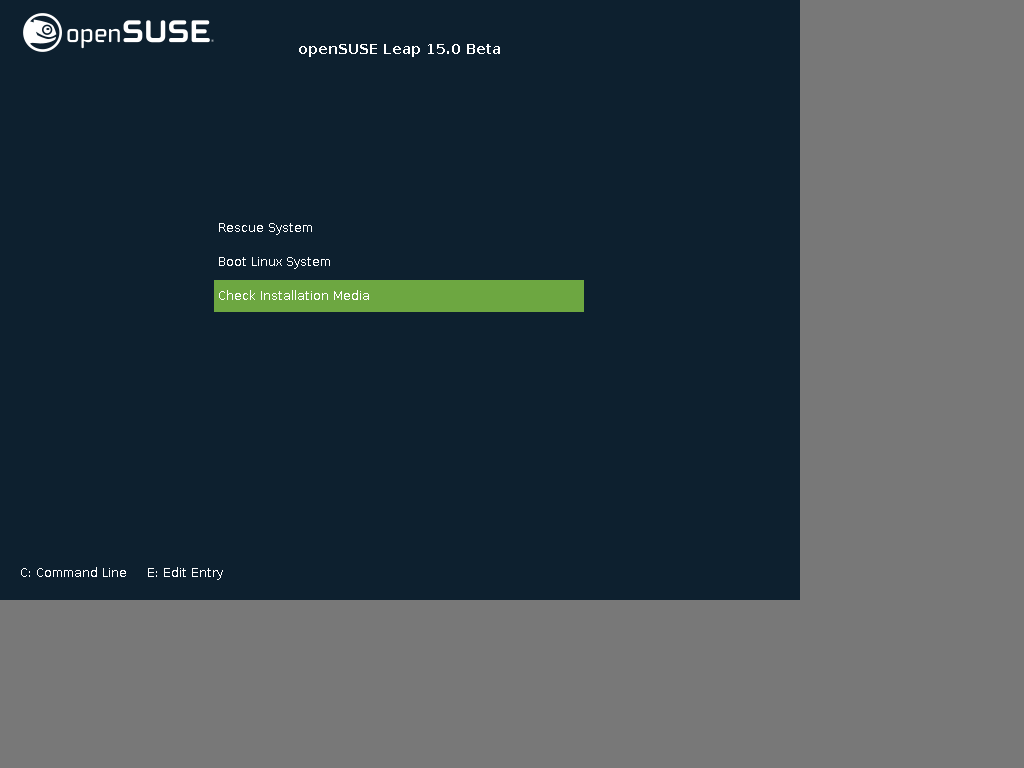 openSUSE
openSUSE Leap 15.0 Beta
Rescue System
Boot Linux System
Check Installation Media
C: Command Line E: Edit Entry